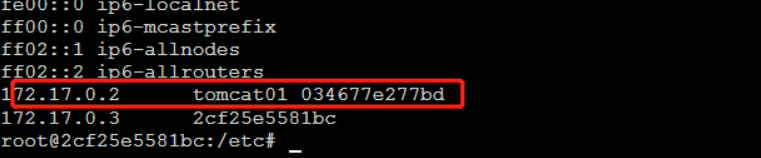 fe00::0 ip6-localnet
ff00::0 ip6-mcastprefix
ff02::1 ip6-allnodes
ff02::2 ip6-allrouters
172.17.0.2 tomcat01 034677e277bd
172.17.0.3 2cf25e5581bc
root@2cf25e5581bc:/etc# _